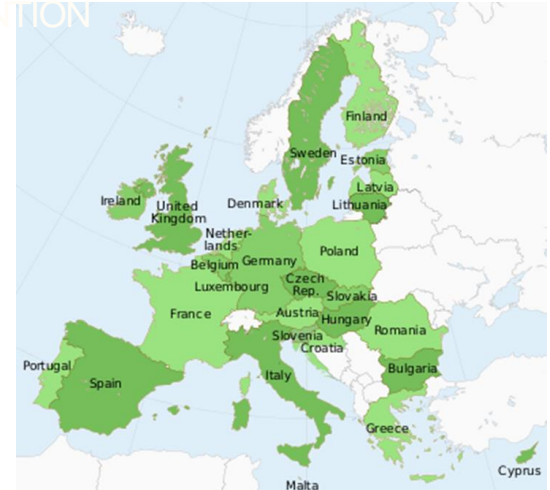 NTION
Finland
Sweden
Estonia
Latvia
Lithuania
Ireland
United
Kingdom
Denmark
Nether-
lands
Poland
Belgium
Germany
Luxembourg
Czech
Rep.
Slovakia
France
Austria
Hungary
Romania
Slovenia
Croatia
Portugal
Spain
Italy
Bulgaria
Greece
Cyprus
Malta